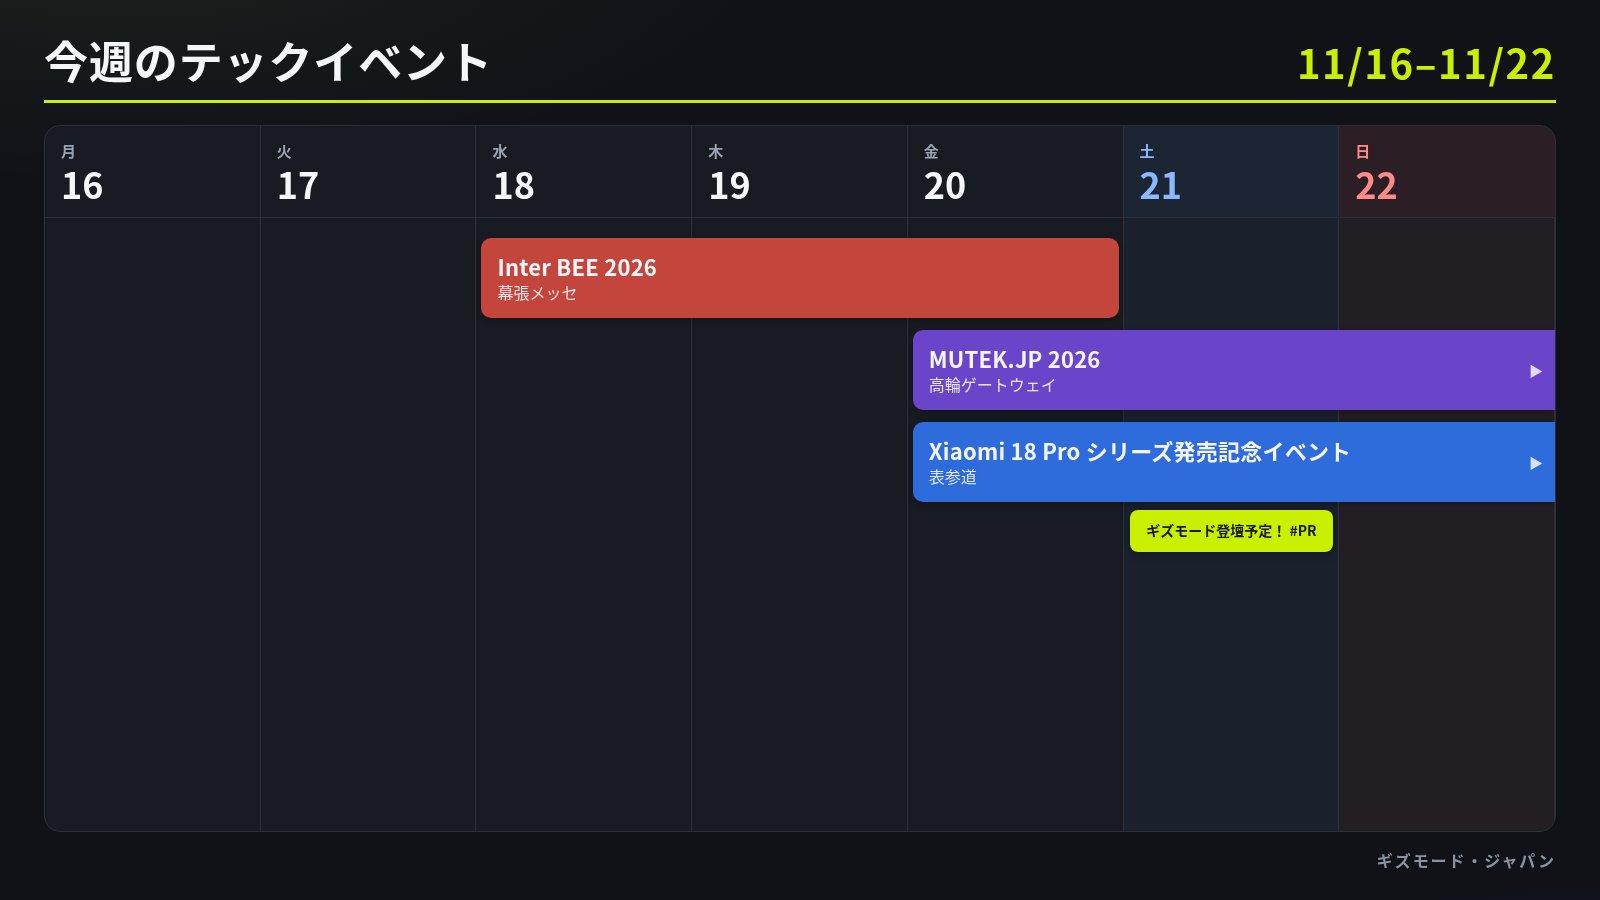 今週のテックイベント
11/16–11/22
月
16
火
17
水
18
木
19
金
20
土
21
日
22
Inter BEE 2026
幕張メッセ
MUTEK.JP 2026
高輪ゲートウェイ
Xiaomi 18 Pro シリーズ発売記念イベント
表参道
ギズモード登壇予定！ #PR
ギズモード・ジャパン